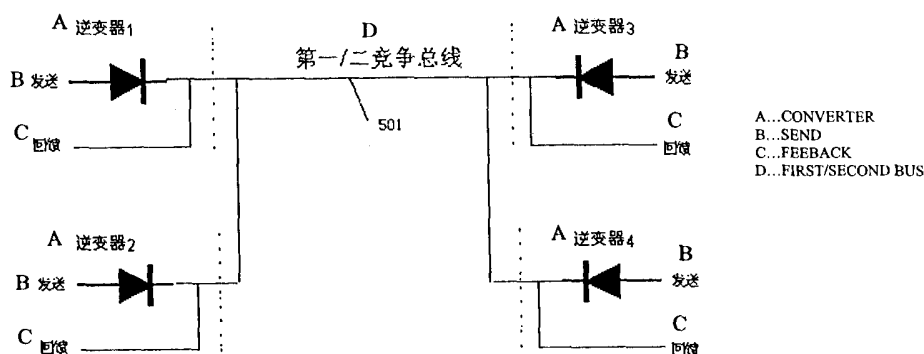 A 逆变器1
D
第一/二竞争总线
A 逆变器3
B 发送
B
发送
501
C 回馈
C
回馈
A...CONVERTER
B...SEND
C...FEEBACK
D...FIRST/SECOND BUS
A 逆变器2
A 逆变器4
B 发送
B
发送
C 回馈
C
回馈